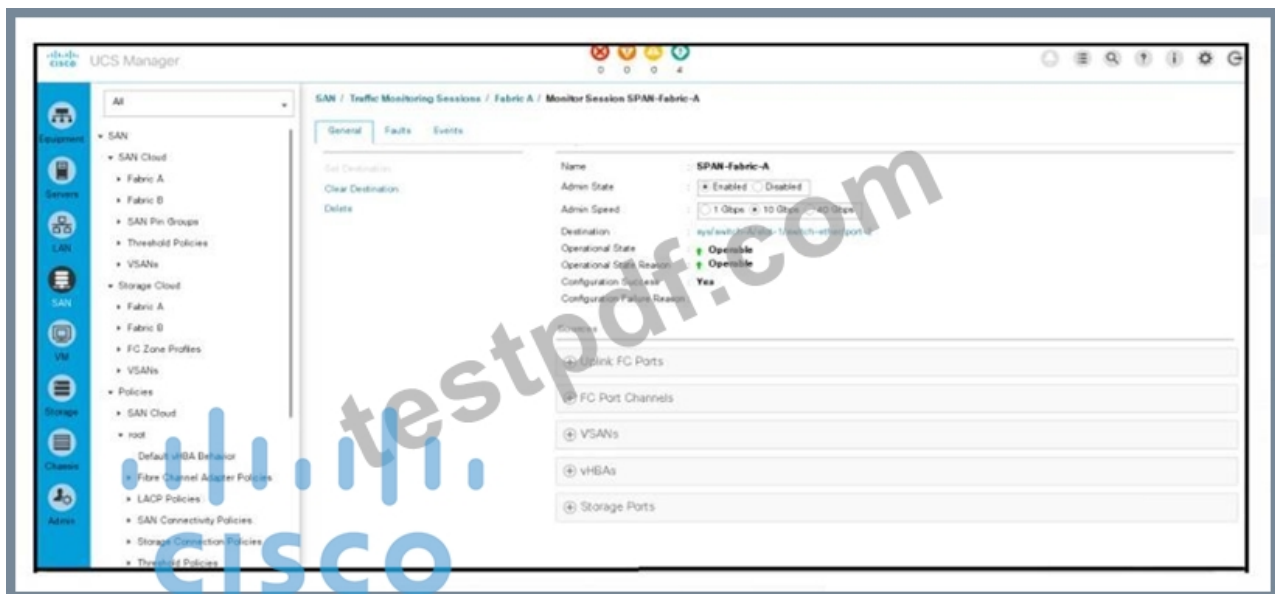 cisco UCS Manager
0 0 0 4
Equipment
Servers
LAN
SAN
VM
Storage
Chassis
Admin
All
SAN
SAN Cloud
Fabric A
Fabric B
SAN Pin Groups
Threshold Policies
VSANs
Storage Cloud
Fabric A
Fabric B
FC Zone Profiles
VSANs
Policies
SAN Cloud
root
Default vHBA Behavior
Fibre Channel Adapter Policies
LACP Policies
SAN Connectivity Policies
Storage Connection Policies
Threshold Policies
SAN / Traffic Monitoring Sessions / Fabric A / Monitor Session SPAN-Fabric-A
General Faults Events
Set Destination
Clear Destination
Delete
Name : SPAN-Fabric-A
Admin State : Enabled Disabled
Admin Speed : 1 Gbps 10 Gbps 40 Gbps
Destination :
Operational State : Operable
Operational State Reason : Operable
Configuration Success : Yes
Configuration Failure Reason :
Sources
Uplink FC Ports
FC Port Channels
VSANs
vHBAs
Storage Ports
testpdf.com
CISCO